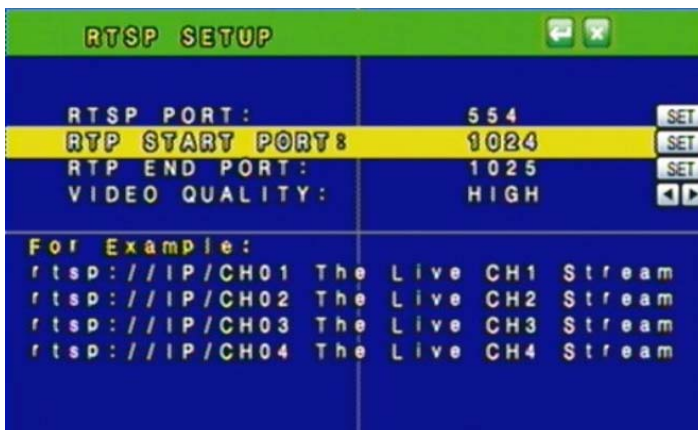 RTSP SETUP
RTSP PORT: 554 SET
RTP START PORT: 1024 SET
RTP END PORT: 1025 SET
VIDEO QUALITY: HIGH
For Example:
rtsp://IP/CH01 The Live CH1 Stream
rtsp://IP/CH02 The Live CH2 Stream
rtsp://IP/CH03 The Live CH3 Stream
rtsp://IP/CH04 The Live CH4 Stream